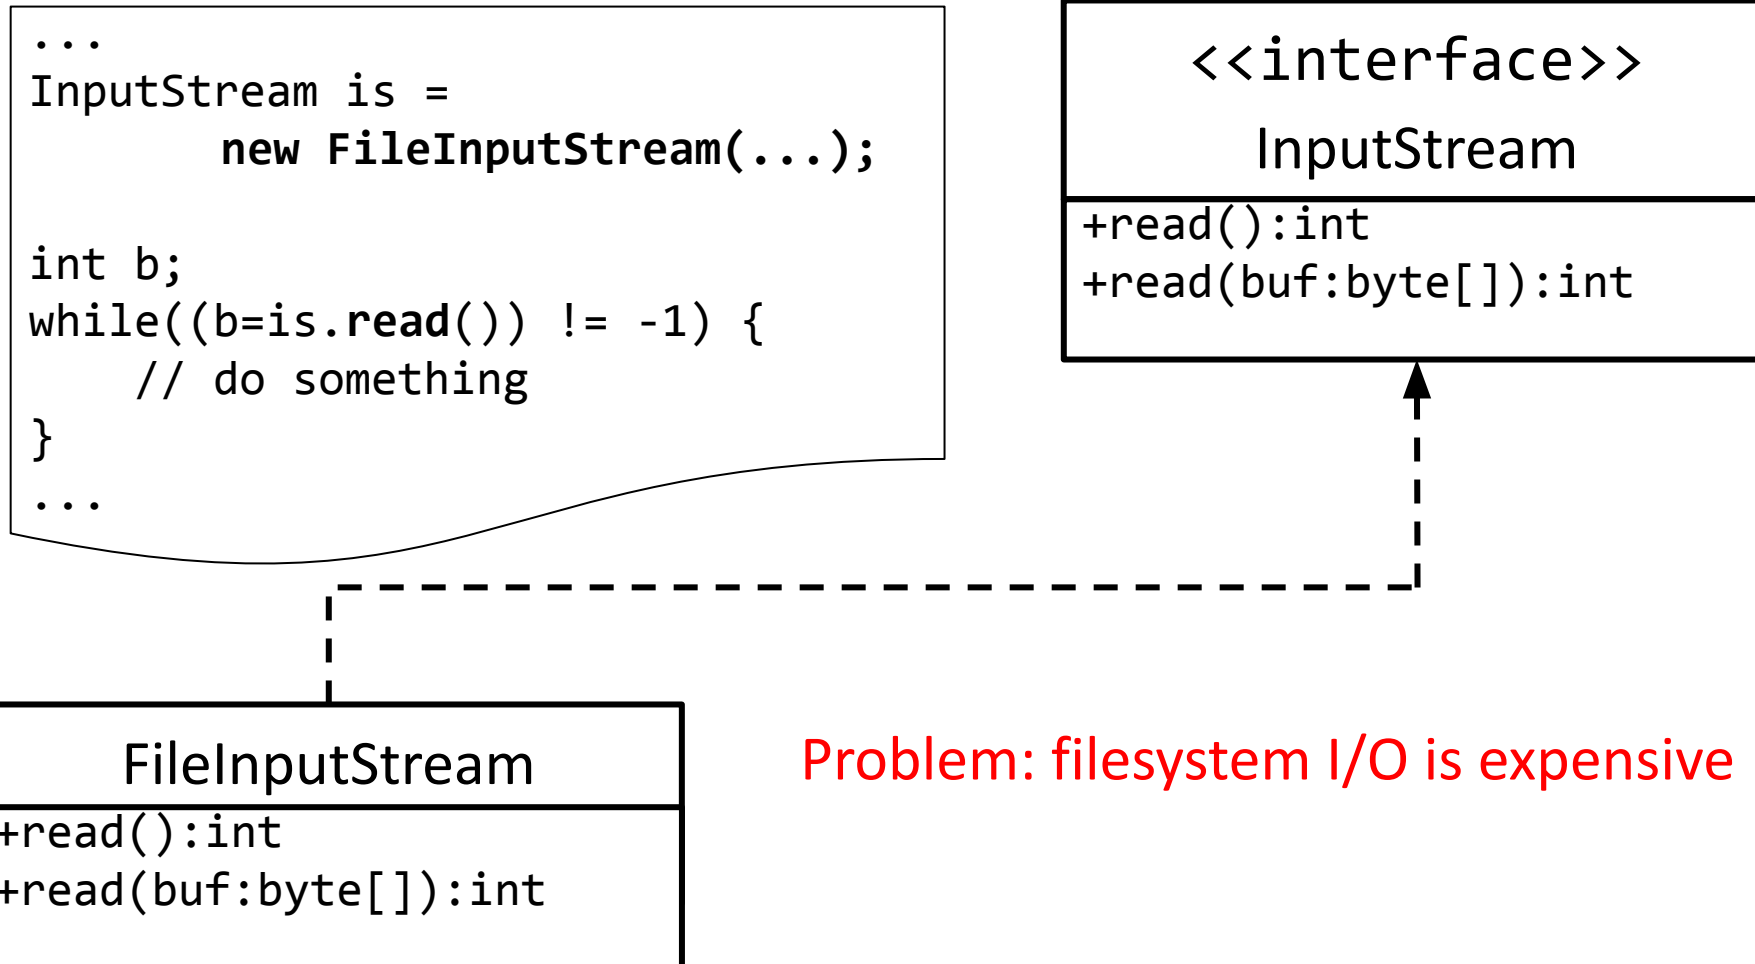 ...
InputStream is =
new FileInputStream(...);
int b;
while((b=is.read()) != -1) {
// do something
}
...
<<interface>>
InputStream
+read():int
+read(buf:byte[]):int
FileInputStream
+read():int
+read(buf:byte[]):int
Problem: filesystem I/O is expensive